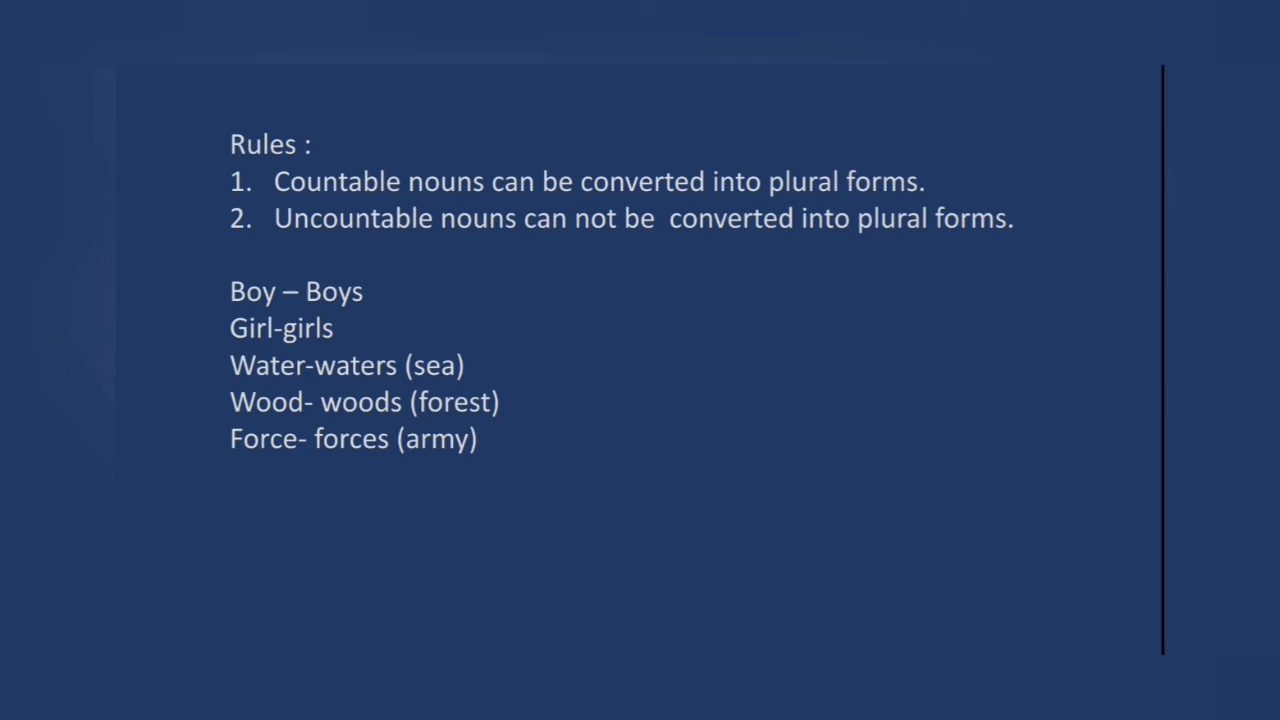 Rules :
1. Countable nouns can be converted into plural forms.
2. Uncountable nouns can not be  converted into plural forms.
Boy – Boys
Girl-girls
Water-waters (sea)
Wood- woods (forest)
Force- forces (army)